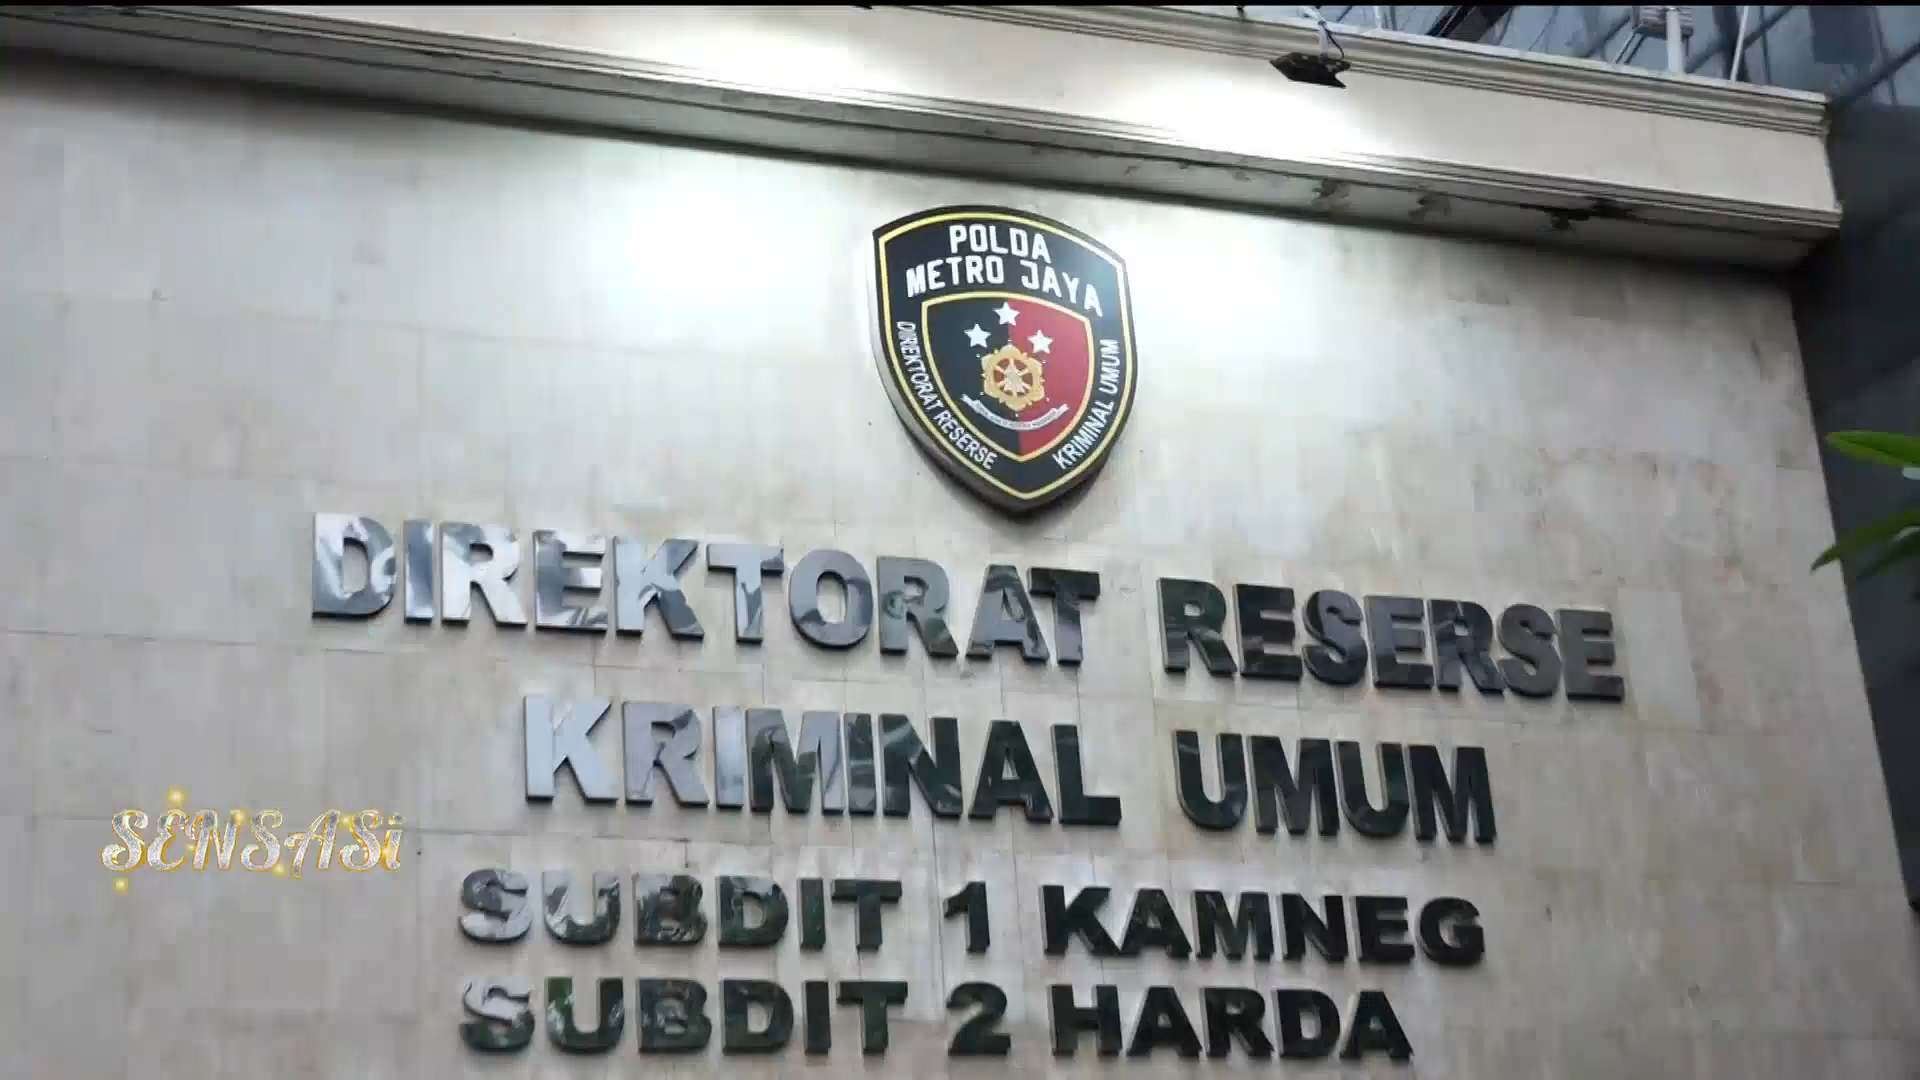 POLDA
METRO JAYA
DIREKTORAT RESERSE
KRIMINAL UMUM
DIREKTORAT RESERSE
KRIMINAL UMUM
SUBDIT 1 KAMNEG
SUBDIT 2 HARDA
SENSASi